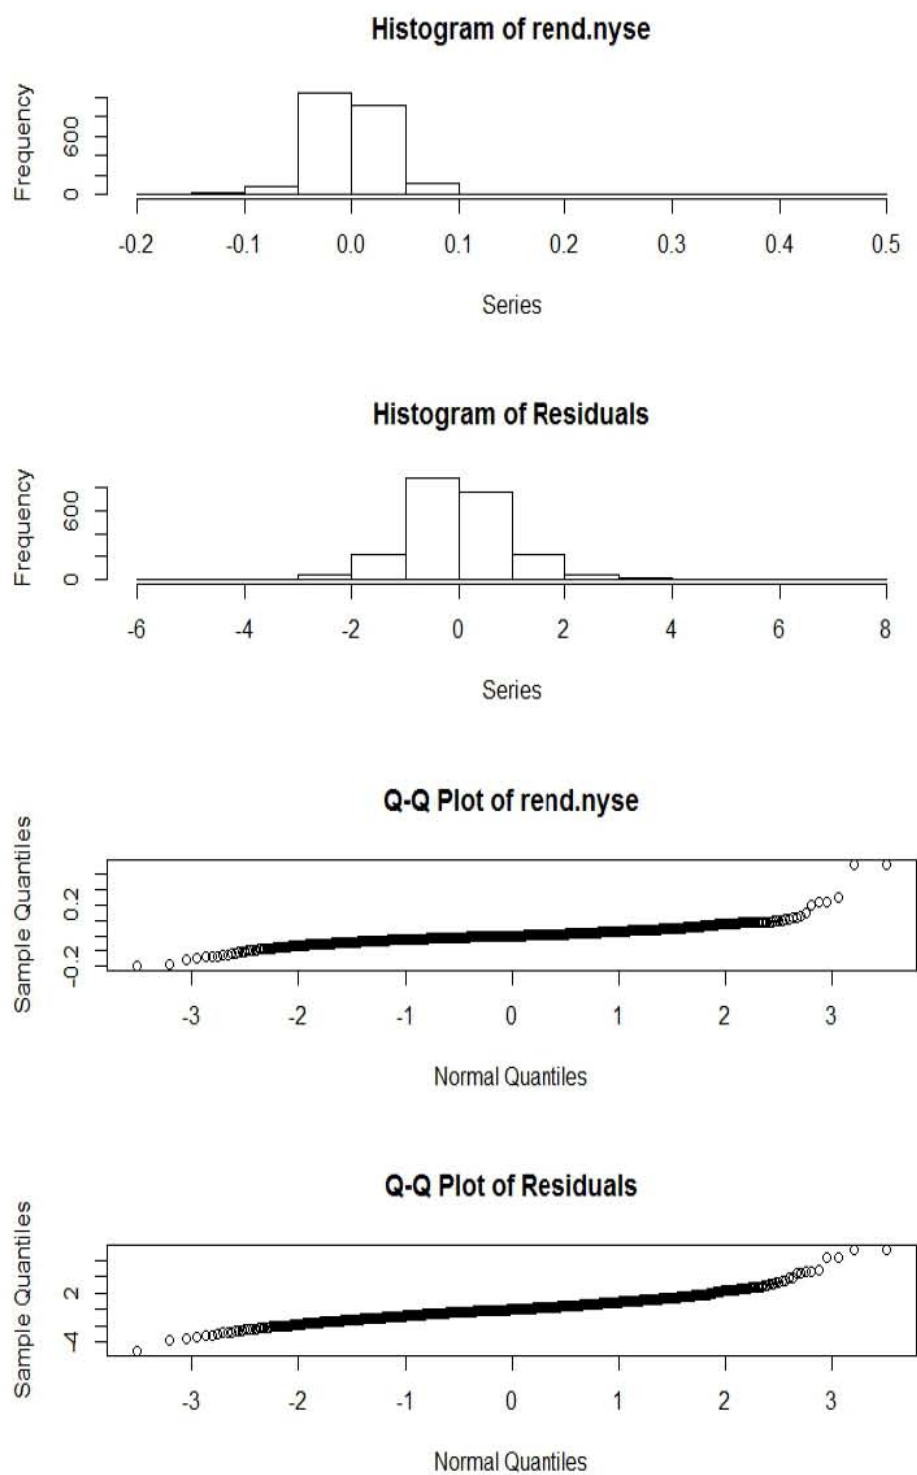 Histogram of rend.nyse
Frequency
0 600
-0.2 -0.1 0.0 0.1 0.2 0.3 0.4 0.5
Series
Histogram of Residuals
Frequency
0 600
-6 -4 -2 0 2 4 6 8
Series
Q-Q Plot of rend.nyse
Sample Quantiles
-0.2 0.2
-3 -2 -1 0 1 2 3
Normal Quantiles
Q-Q Plot of Residuals
Sample Quantiles
-4 2
-3 -2 -1 0 1 2 3
Normal Quantiles